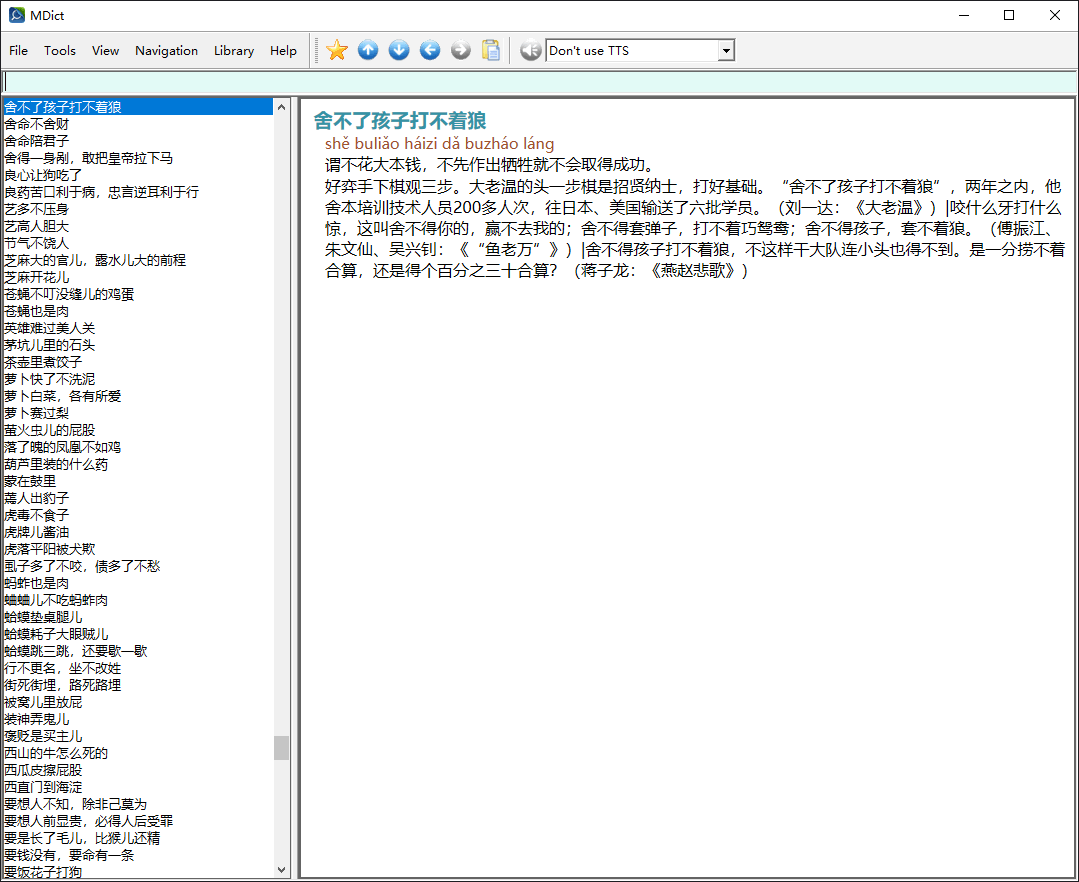 MDict
File Tools View Navigation Library Help Don't use TTS
舍不了孩子打不着狼
舍命不舍财
舍命陪君子
舍得一身剐，敢把皇帝拉下马
良心让狗吃了
良药苦口利于病，忠言逆耳利于行
艺多不压身
艺高人胆大
节气不饶人
芝麻大的官儿，露水儿大的前程
芝麻开花儿
苍蝇不叮没缝儿的鸡蛋
苍蝇也是肉
英雄难过美人关
茅坑儿里的石头
茶壶里煮饺子
萝卜快了不洗泥
萝卜白菜，各有所爱
萝卜赛过梨
萤火虫儿的屁股
落了魄的凤凰不如鸡
葫芦里装的什么药
蒙在鼓里
蔫人出豹子
虎毒不食子
虎牌儿酱油
虎落平阳被犬欺
虱子多了不咬，债多了不愁
蚂蚱也是肉
蛐蛐儿不吃蚂蚱肉
蛤蟆垫桌腿儿
蛤蟆耗子大眼贼儿
蛤蟆跳三跳，还要歇一歇
行不更名，坐不改姓
街死街埋，路死路埋
被窝儿里放屁
装神弄鬼儿
褒贬是买主儿
西山的牛怎么死的
西瓜皮擦屁股
西直门到海淀
要想人不知，除非己莫为
要想人前显贵，必得人后受罪
要是长了毛儿，比猴儿还精
要钱没有，要命有一条
要饭花子打狗
舍不了孩子打不着狼
shě buliǎo háizi dǎ buzháo láng
谓不花大本钱，不先作出牺牲就不会取得成功。
好弈手下棋观三步。大老温的头一步棋是招贤纳士，打好基础。“舍不了孩子打不着狼”，两年之内，他
舍本培训技术人员200多人次，往日本、美国输送了六批学员。（刘一达：《大老温》）|咬什么牙打什么
惊，这叫舍不得你的，赢不去我的；舍不得套弹子，打不着巧鸳鸯；舍不得孩子，套不着狼。（傅振江、
朱文仙、吴兴钊：《“鱼老万”》）|舍不得孩子打不着狼，不这样干大队连小头也得不到。是一分捞不着
合算，还是得个百分之三十合算？（蒋子龙：《燕赵悲歌》）